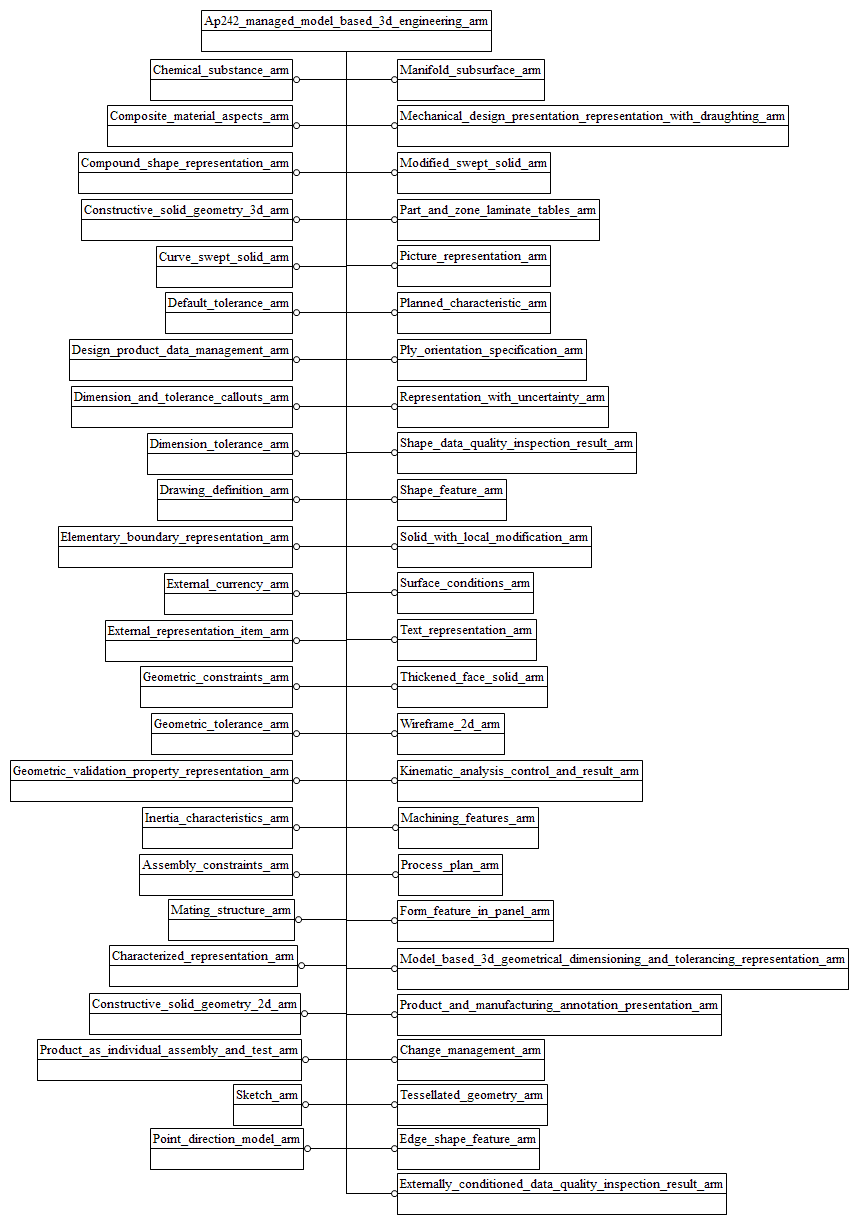 Ap242_managed_model_based_3d_engineering_arm
Chemical_substance_arm
Manifold_subsurface_arm
Composite_material_aspects_arm
Mechanical_design_presentation_representation_with_draughting_arm
Compound_shape_representation_arm
Modified_swept_solid_arm
Constructive_solid_geometry_3d_arm
Part_and_zone_laminate_tables_arm
Curve_swept_solid_arm
Picture_representation_arm
Default_tolerance_arm
Planned_characteristic_arm
Design_product_data_management_arm
Ply_orientation_specification_arm
Dimension_and_tolerance_callouts_arm
Representation_with_uncertainty_arm
Dimension_tolerance_arm
Shape_data_quality_inspection_result_arm
Drawing_definition_arm
Shape_feature_arm
Elementary_boundary_representation_arm
Solid_with_local_modification_arm
External_currency_arm
Surface_conditions_arm
External_representation_item_arm
Text_representation_arm
Geometric_constraints_arm
Thickened_face_solid_arm
Geometric_tolerance_arm
Wireframe_2d_arm
Geometric_validation_property_representation_arm
Kinematic_analysis_control_and_result_arm
Inertia_characteristics_arm
Machining_features_arm
Assembly_constraints_arm
Process_plan_arm
Mating_structure_arm
Form_feature_in_panel_arm
Characterized_representation_arm
Model_based_3d_geometrical_dimensioning_and_tolerancing_representation_arm
Constructive_solid_geometry_2d_arm
Product_and_manufacturing_annotation_presentation_arm
Product_as_individual_assembly_and_test_arm
Change_management_arm
Sketch_arm
Tessellated_geometry_arm
Point_direction_model_arm
Edge_shape_feature_arm
Externally_conditioned_data_quality_inspection_result_arm